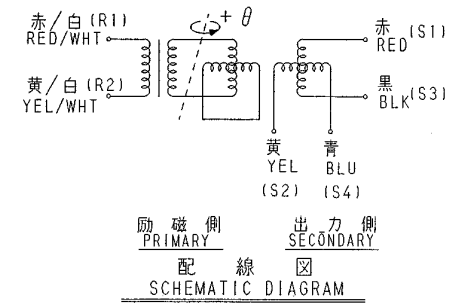 赤/白(R1)
RED/WHT
+θ
赤(S1)
RED
黄/白(R2)
YEL/WHT
黒(S3)
BLK
黄
YEL
(S2)
青
BLU
(S4)
励磁側
PRIMARY
出力側
SECONDARY
配線図
SCHEMATIC DIAGRAM